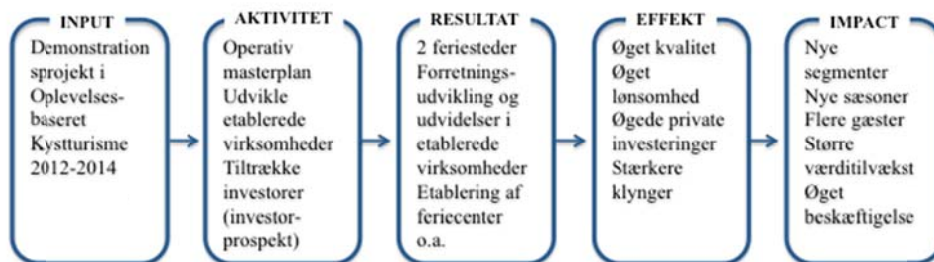 INPUT
Demonstration
sprojekt i
Oplevelses-
baseret
Kystturisme
2012-2014
AKTIVITET
Operativ
masterplan
Udvikle
etablerede
virksomheder
Tiltrække
investorer
(investor-
prospekt)
RESULTAT
2 feriesteder
Forretnings-
udvikling og
udvidelser i
etablerede
virksomheder
Etablering af
feriecenter
o.a.
EFFEKT
Øget kvalitet
Øget
lønsomhed
Øgede private
investeringer
Stærkere
klynger
IMPACT
Nye
segmenter
Nye sæsoner
Flere gæster
Større
værditilvækst
Øget
beskæftigelse